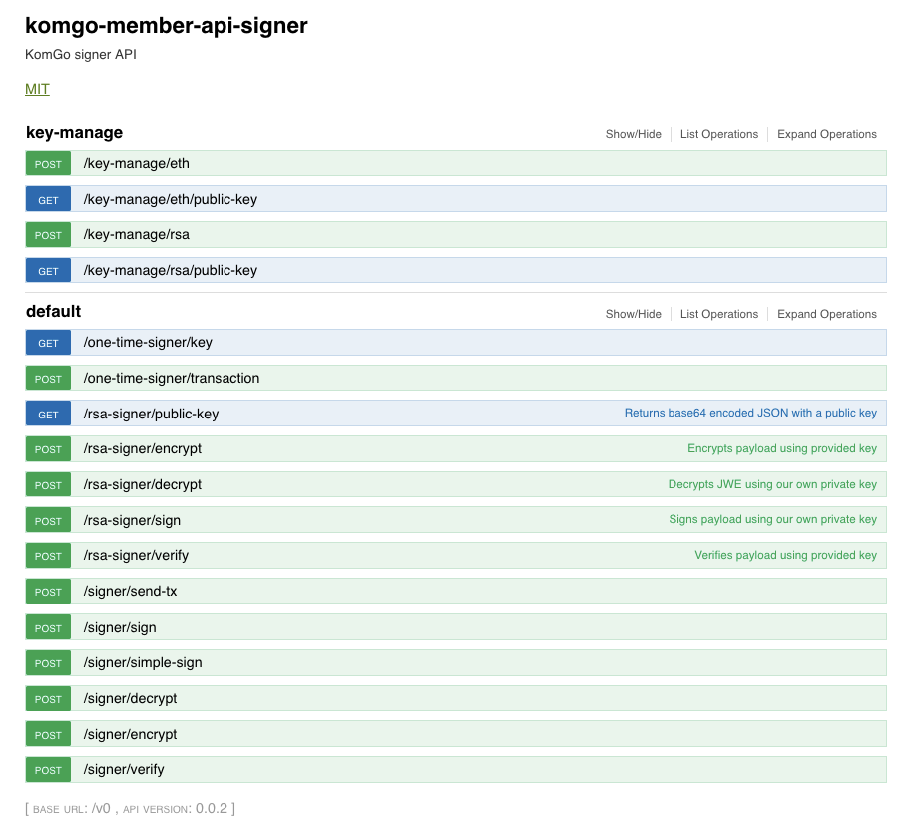 komgo-member-api-signer
KomGo signer API
MIT
key-manage Show/Hide List Operations Expand Operations
POST /key-manage/eth
GET /key-manage/eth/public-key
POST /key-manage/rsa
GET /key-manage/rsa/public-key
default Show/Hide List Operations Expand Operations
GET /one-time-signer/key
POST /one-time-signer/transaction
GET /rsa-signer/public-key Returns base64 encoded JSON with a public key
POST /rsa-signer/encrypt Encrypts payload using provided key
POST /rsa-signer/decrypt Decrypts JWE using our own private key
POST /rsa-signer/sign Signs payload using our own private key
POST /rsa-signer/verify Verifies payload using provided key
POST /signer/send-tx
POST /signer/sign
POST /signer/simple-sign
POST /signer/decrypt
POST /signer/encrypt
POST /signer/verify
[ BASE URL: /v0 , API VERSION: 0.0.2 ]